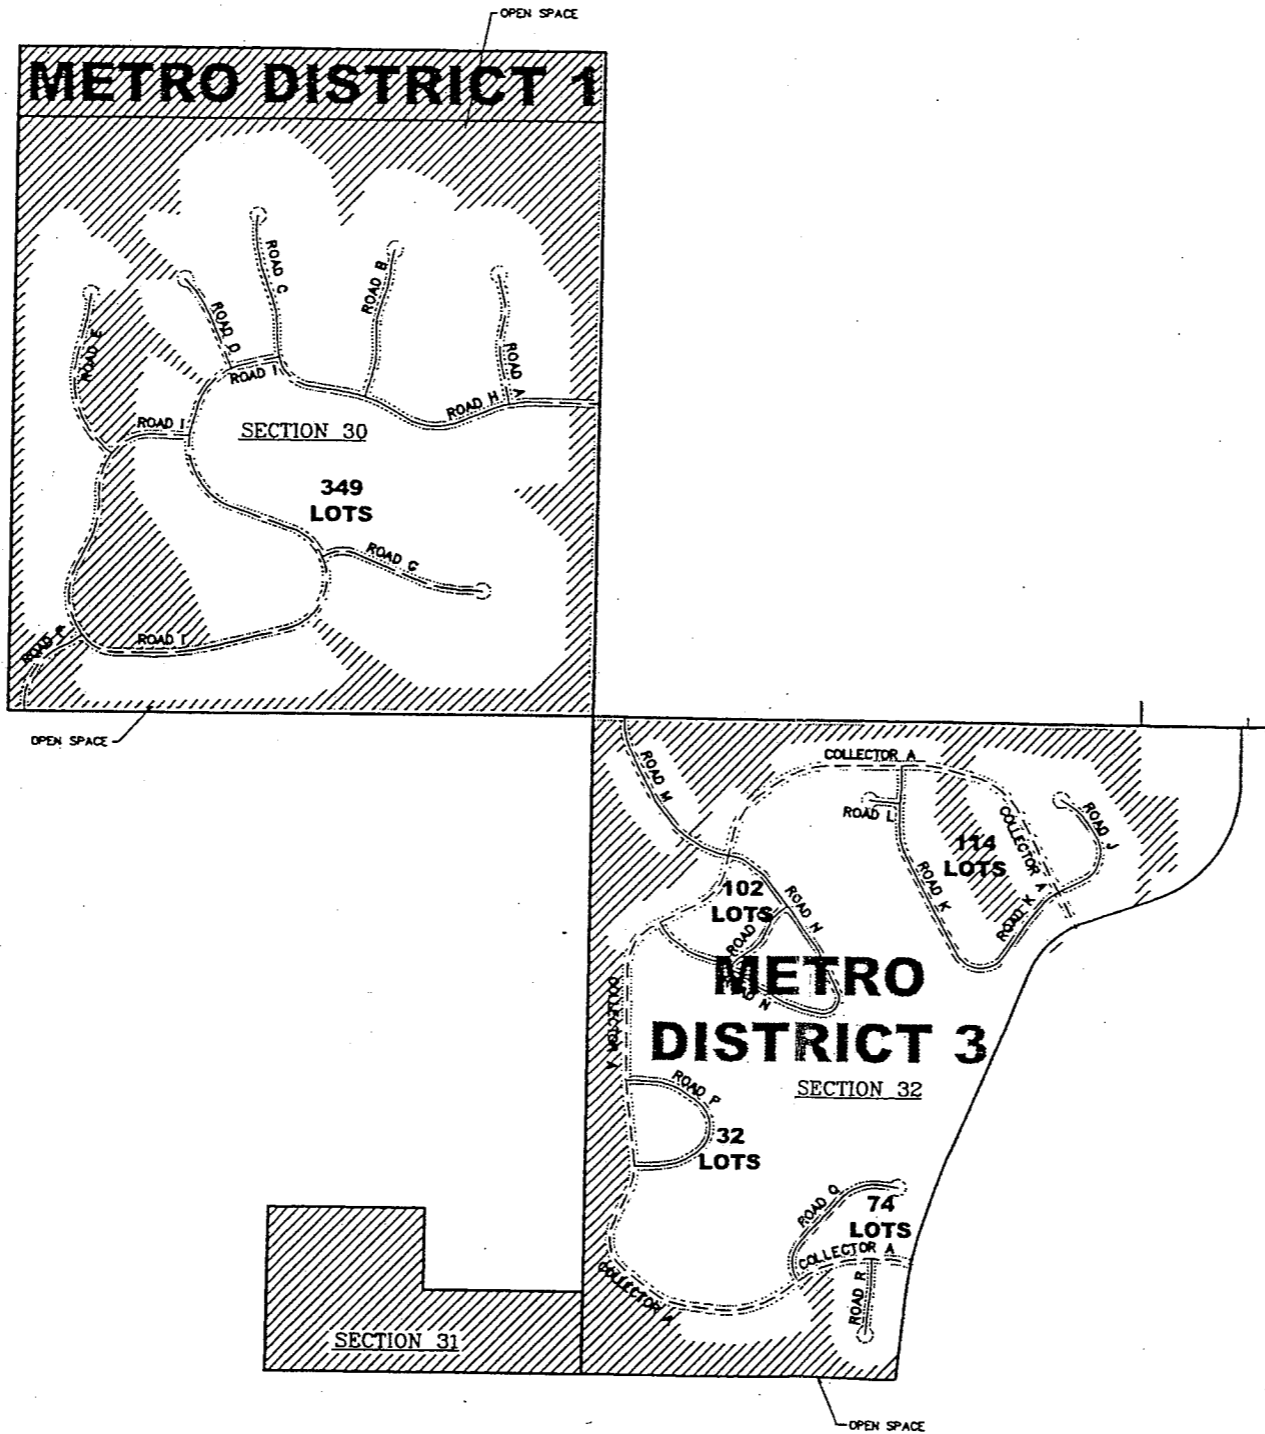 OPEN SPACE
METRO DISTRICT 1
ROAD C
ROAD B
ROAD D
ROAD E
ROAD A
ROAD I
ROAD H
ROAD I
SECTION 30
349
LOTS
ROAD G
ROAD F
ROAD I
OPEN SPACE
ROAD M
COLLECTOR A
ROAD L
COLLECTOR A
ROAD J
114
LOTS
ROAD K
ROAD K
102
LOTS
ROAD N
ROAD
ROAD N
COLLECTOR A
METRO
DISTRICT 3
SECTION 32
ROAD P
32
LOTS
ROAD Q
74
LOTS
COLLECTOR A
COLLECTOR A
ROAD R
SECTION 31
OPEN SPACE